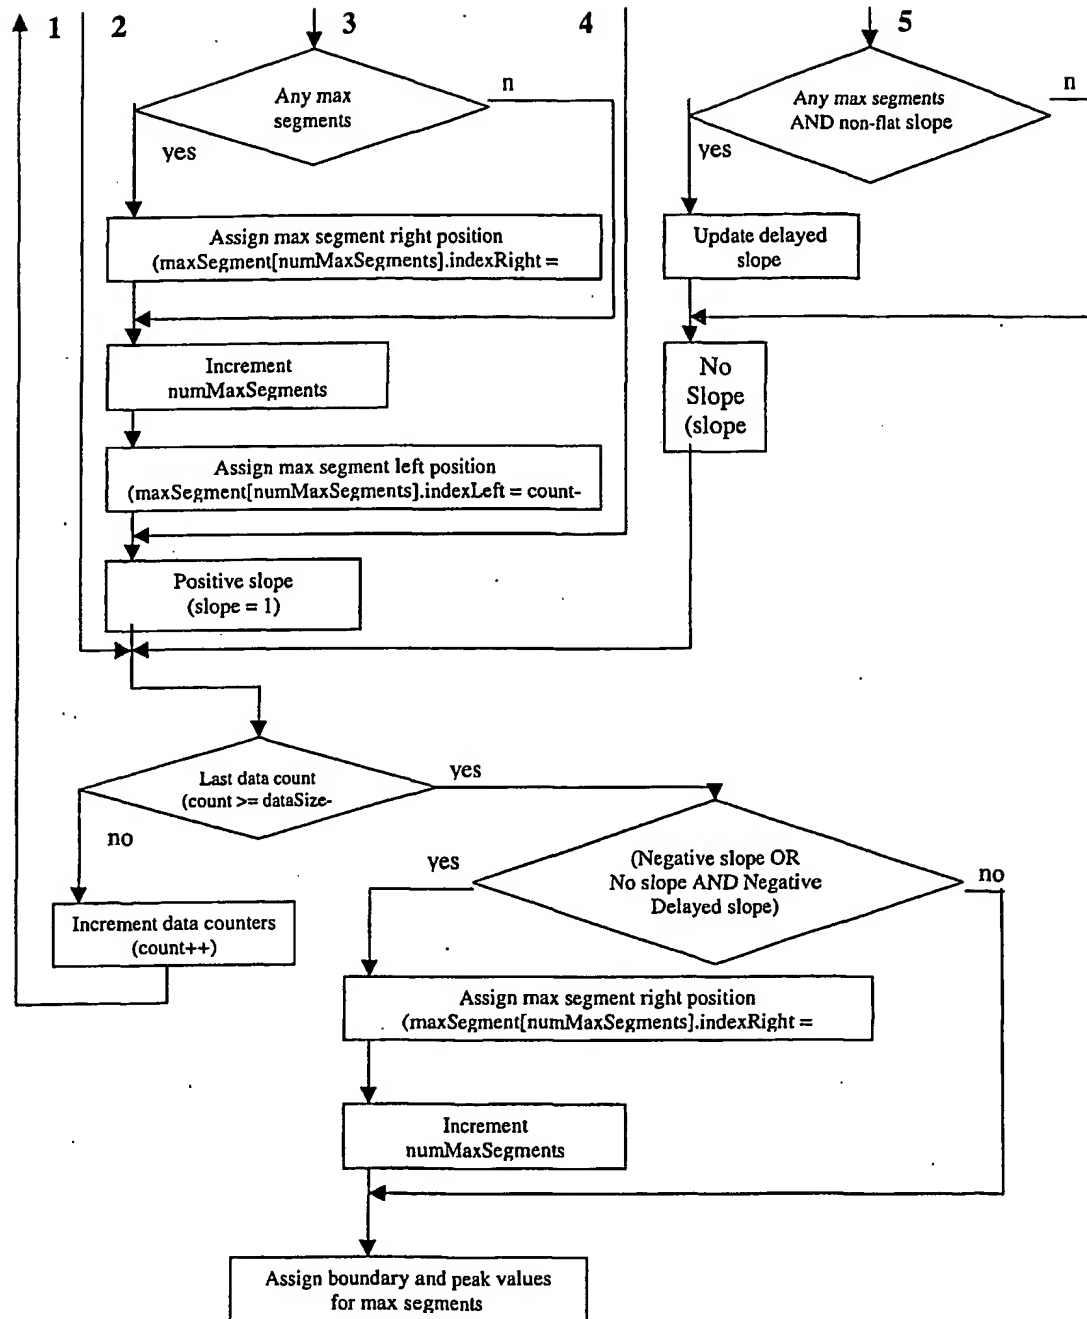 1 2 3 4 5
Any max
segments
n
yes
Any max segments
AND non-flat slope
n
yes
Assign max segment right position
(maxSegment[numMaxSegments].indexRight =
Update delayed
slope
Increment
numMaxSegments
No
Slope
(slope
Assign max segment left position
(maxSegment[numMaxSegments].indexLeft = count-
Positive slope
(slope = 1)
Last data count
(count >= dataSize-
yes
no
(Negative slope OR
No slope AND Negative
Delayed slope)
yes
no
Increment data counters
(count++)
Assign max segment right position
(maxSegment[numMaxSegments].indexRight =
Increment
numMaxSegments
Assign boundary and peak values
for max segments